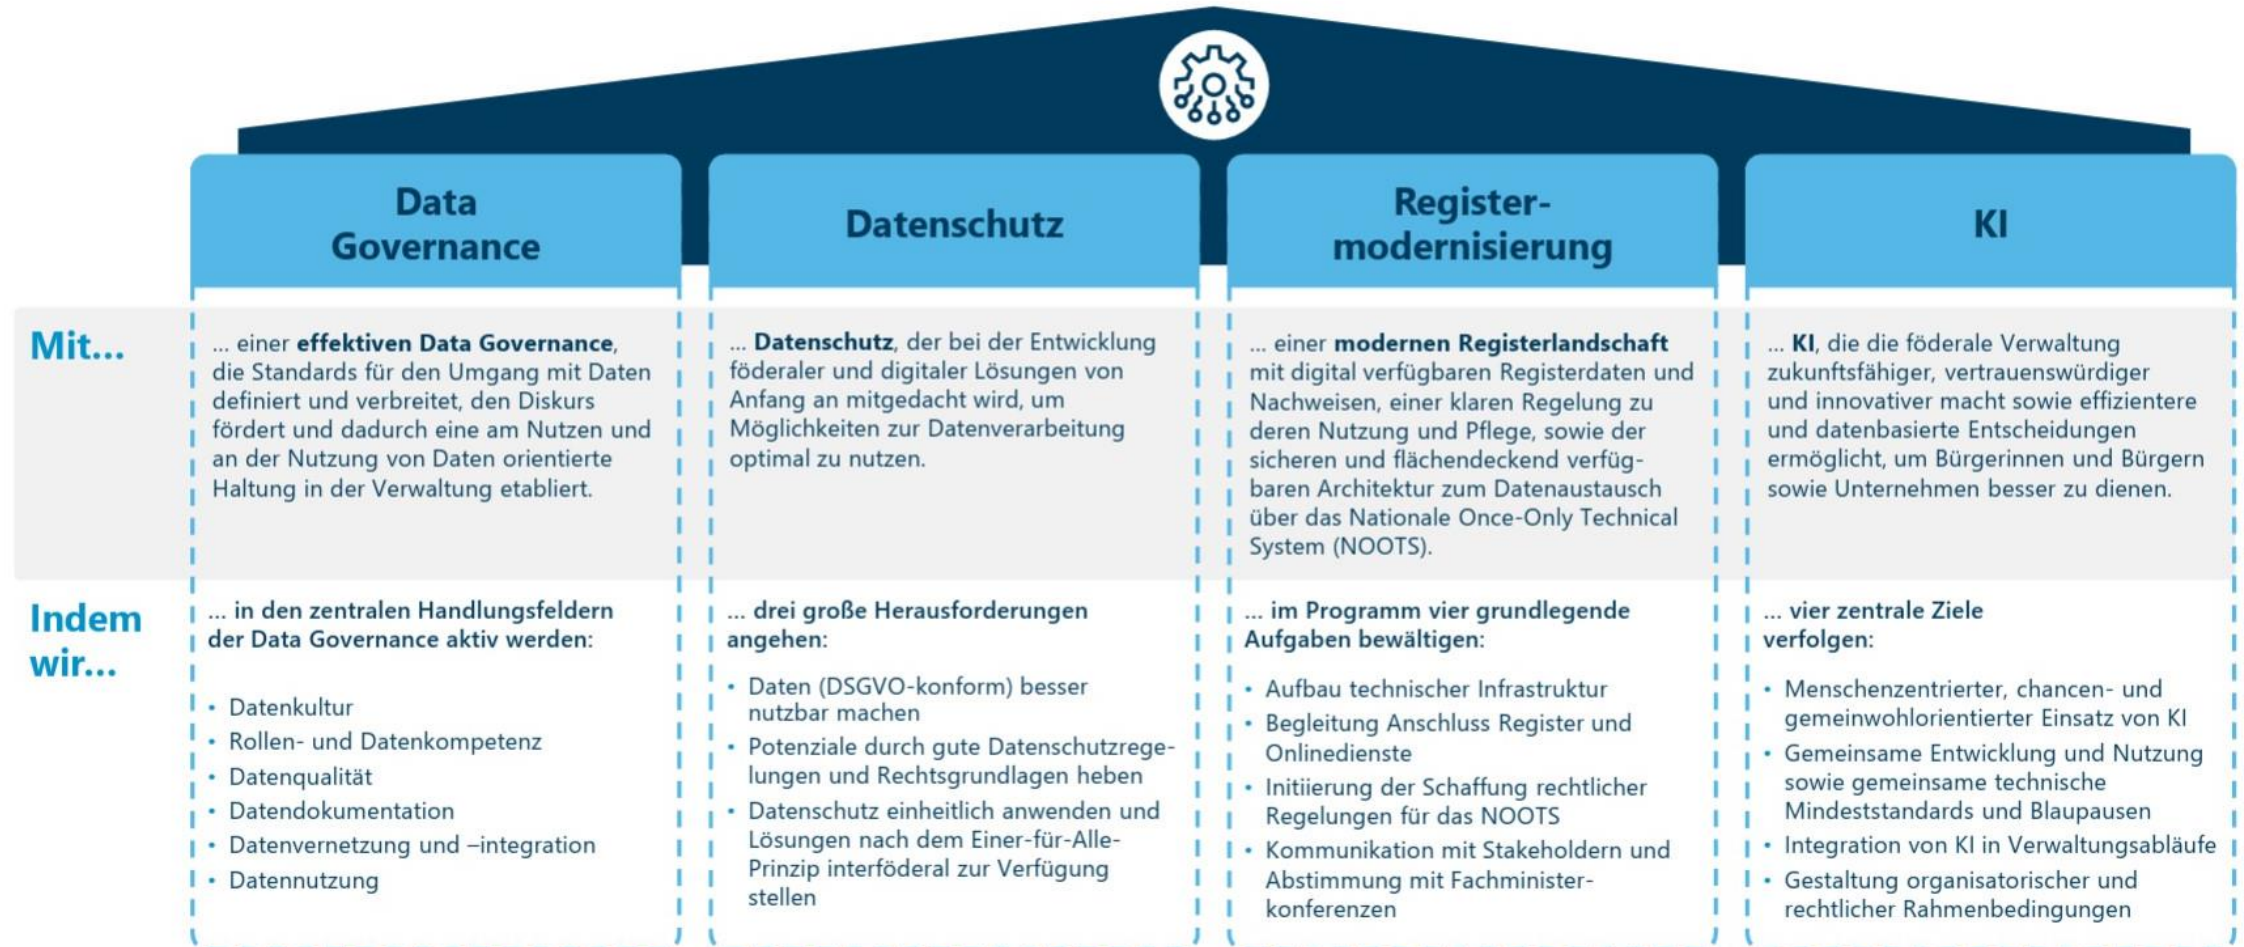 Data
Governance
Datenschutz
Register-
modernisierung
KI
Mit...
... einer effektiven Data Governance,
die Standards für den Umgang mit Daten
definiert und verbreitet, den Diskurs
fördert und dadurch eine am Nutzen und
an der Nutzung von Daten orientierte
Haltung in der Verwaltung etabliert.
... Datenschutz, der bei der Entwicklung
föderaler und digitaler Lösungen von
Anfang an mitgedacht wird, um
Möglichkeiten zur Datenverarbeitung
optimal zu nutzen.
... einer modernen Registerlandschaft
mit digital verfügbaren Registerdaten und
Nachweisen, einer klaren Regelung zu
deren Nutzung und Pflege, sowie der
sicheren und flächendeckend verfüg-
baren Architektur zum Datenaustausch
über das Nationale Once-Only Technical
System (NOOTS).
... KI, die die föderale Verwaltung
zukunftsfähiger, vertrauenswürdiger
und innovativer macht sowie effizientere
und datenbasierte Entscheidungen
ermöglicht, um Bürgerinnen und Bürgern
sowie Unternehmen besser zu dienen.
Indem
wir...
... in den zentralen Handlungsfeldern
der Data Governance aktiv werden:
• Datenkultur
• Rollen- und Datenkompetenz
• Datenqualität
• Datendokumentation
• Datenvernetzung und –integration
• Datennutzung
... drei große Herausforderungen
angehen:
• Daten (DSGVO-konform) besser
nutzbar machen
• Potenziale durch gute Datenschutzrege-
lungen und Rechtsgrundlagen heben
• Datenschutz einheitlich anwenden und
Lösungen nach dem Einer-für-Alle-
Prinzip interföderal zur Verfügung
stellen
... im Programm vier grundlegende
Aufgaben bewältigen:
• Aufbau technischer Infrastruktur
• Begleitung Anschluss Register und
Onlinedienste
• Initiierung der Schaffung rechtlicher
Regelungen für das NOOTS
• Kommunikation mit Stakeholdern und
Abstimmung mit Fachminister-
konferenzen
... vier zentrale Ziele
verfolgen:
• Menschenzentrierter, chancen- und
gemeinwohlorientierter Einsatz von KI
• Gemeinsame Entwicklung und Nutzung
sowie gemeinsame technische
Mindeststandards und Blaupausen
• Integration von KI in Verwaltungsabläufe
• Gestaltung organisatorischer und
rechtlicher Rahmenbedingungen